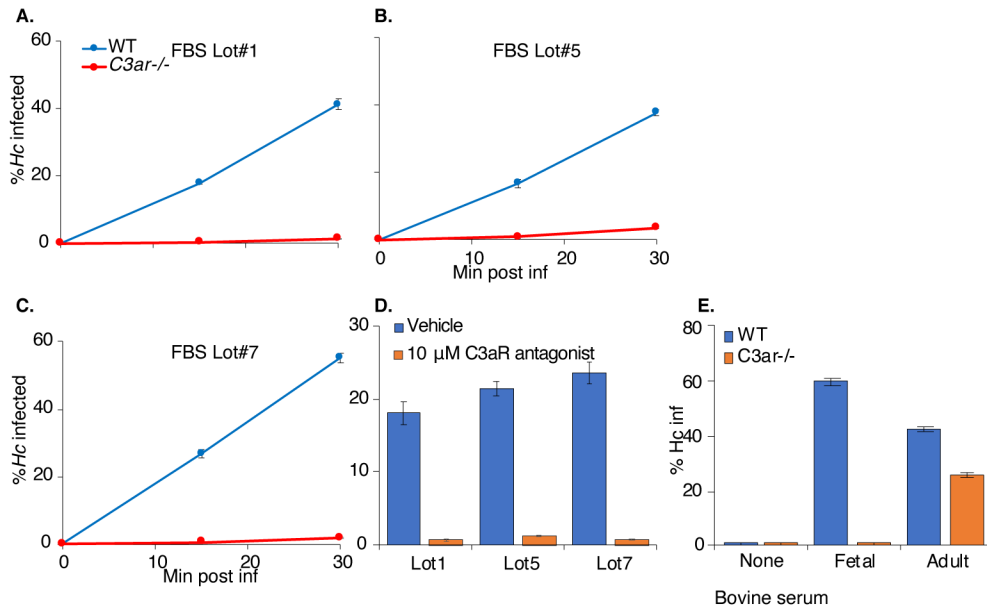 A.
60
40
20
0
%Hc infected
WT
C3ar-/-
FBS Lot#1
B.
FBS Lot#5
0
10
20
30
Min post inf
C.
60
40
20
0
%Hc infected
FBS Lot#7
0
10
20
30
Min post inf
D.
30
20
10
0
Vehicle
10 µM C3aR antagonist
Lot1
Lot5
Lot7
E.
80
60
40
20
0
% Hc inf
WT
C3ar-/-
None
Fetal
Adult
Bovine serum